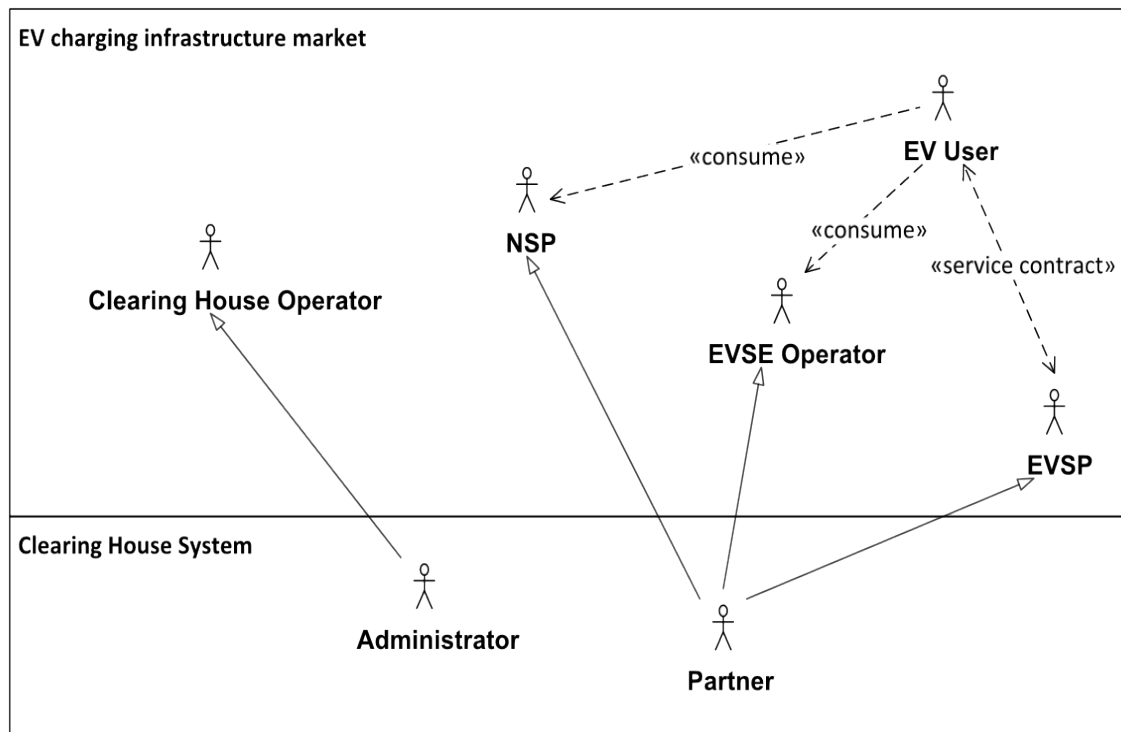 EV charging infrastructure market
EV User
«consume»
NSP
«consume»
«service contract»
Clearing House Operator
EVSE Operator
EVSP
Clearing House System
Administrator
Partner